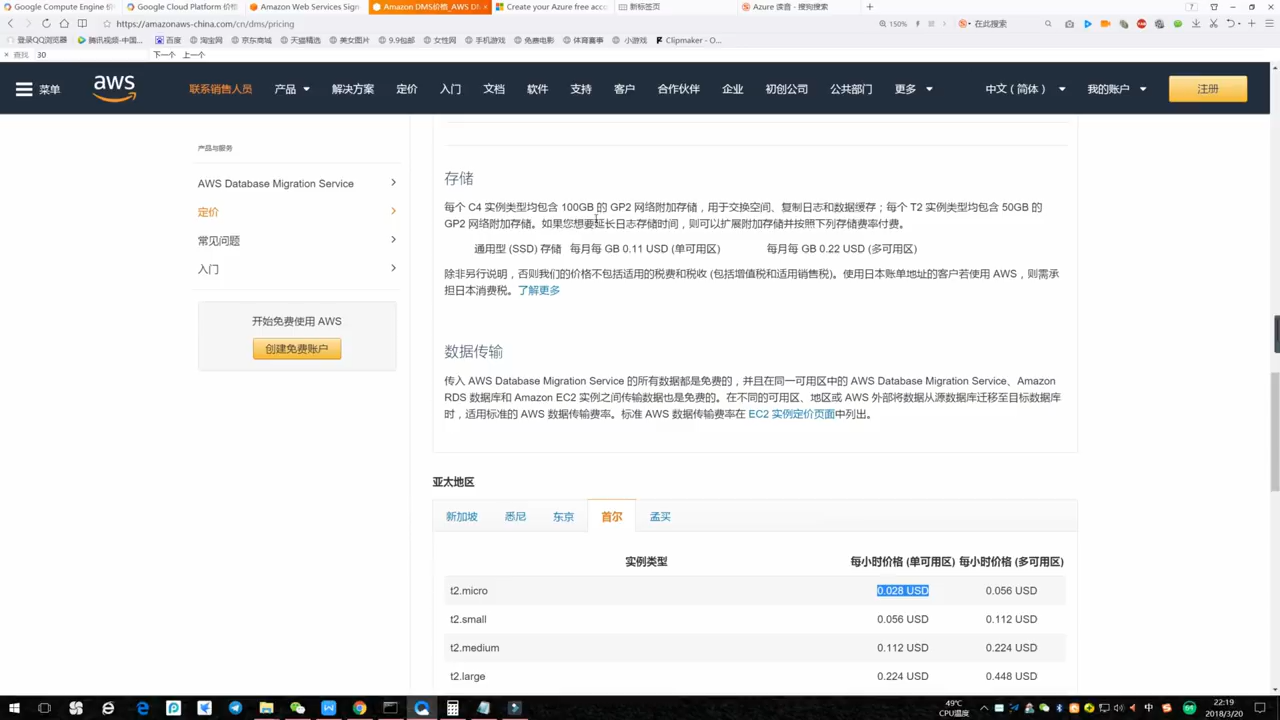 Google Compute Engine 价
Google Cloud Platform 价格
Amazon Web Services Sign
Amazon DMS价格_AWS DM
Create your Azure free acco
新标签页
Azure 读音 - 搜狗搜索
https://amazonaws-china.com/cn/dms/pricing
150%
在此搜索
登录QQ浏览器
腾讯视频-中国...
百度
淘宝网
京东商城
天猫精选
美女图片
9.9包邮
女性网
手机游戏
免费电影
体育赛事
小游戏
Clipmaker - O...
查找
30
下一个 上一个
菜单
aws
联系销售人员
产品
解决方案
定价
入门
文档
软件
支持
客户
合作伙伴
企业
初创公司
公共部门
更多
中文（简体）
我的账户
注册
产品与服务
AWS Database Migration Service
定价
常见问题
入门
开始免费使用 AWS
创建免费账户
存储
每个 C4 实例类型均包含 100GB 的 GP2 网络附加存储，用于交换空间、复制日志和数据缓存；每个 T2 实例类型均包含 50GB 的
GP2 网络附加存储。如果您想要延长日志存储时间，则可以扩展附加存储并按照下列存储费率付费。
通用型 (SSD) 存储 每月每 GB 0.11 USD (单可用区) 每月每 GB 0.22 USD (多可用区)
除非另行说明，否则我们的价格不包括适用的税费和税收 (包括增值税和适用销售税)。使用日本账单地址的客户若使用 AWS，则需承
担日本消费税。了解更多
数据传输
传入 AWS Database Migration Service 的所有数据都是免费的，并且在同一可用区中的 AWS Database Migration Service、Amazon
RDS 数据库和 Amazon EC2 实例之间传输数据也是免费的。在不同的可用区、地区或 AWS 外部将数据从源数据库迁移至目标数据库
时，适用标准的 AWS 数据传输费率。标准 AWS 数据传输费率在 EC2 实例定价页面中列出。
亚太地区
新加坡
悉尼
东京
首尔
孟买
实例类型 每小时价格 (单可用区) 每小时价格 (多可用区)
t2.micro 0.028 USD 0.056 USD
t2.small 0.056 USD 0.112 USD
t2.medium 0.112 USD 0.224 USD
t2.large 0.224 USD 0.448 USD
49℃
CPU温度
中
22:19
2018/3/20